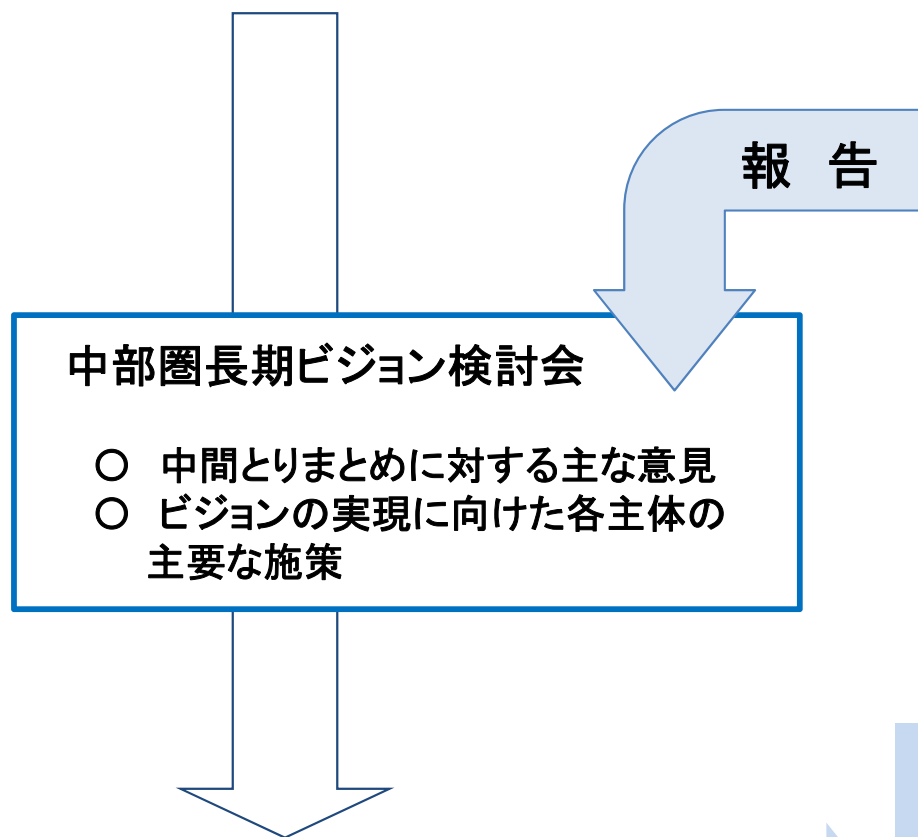 報　告
中部圏長期ビジョン検討会
○　中間とりまとめに対する主な意見
○　ビジョンの実現に向けた各主体の
主要な施策